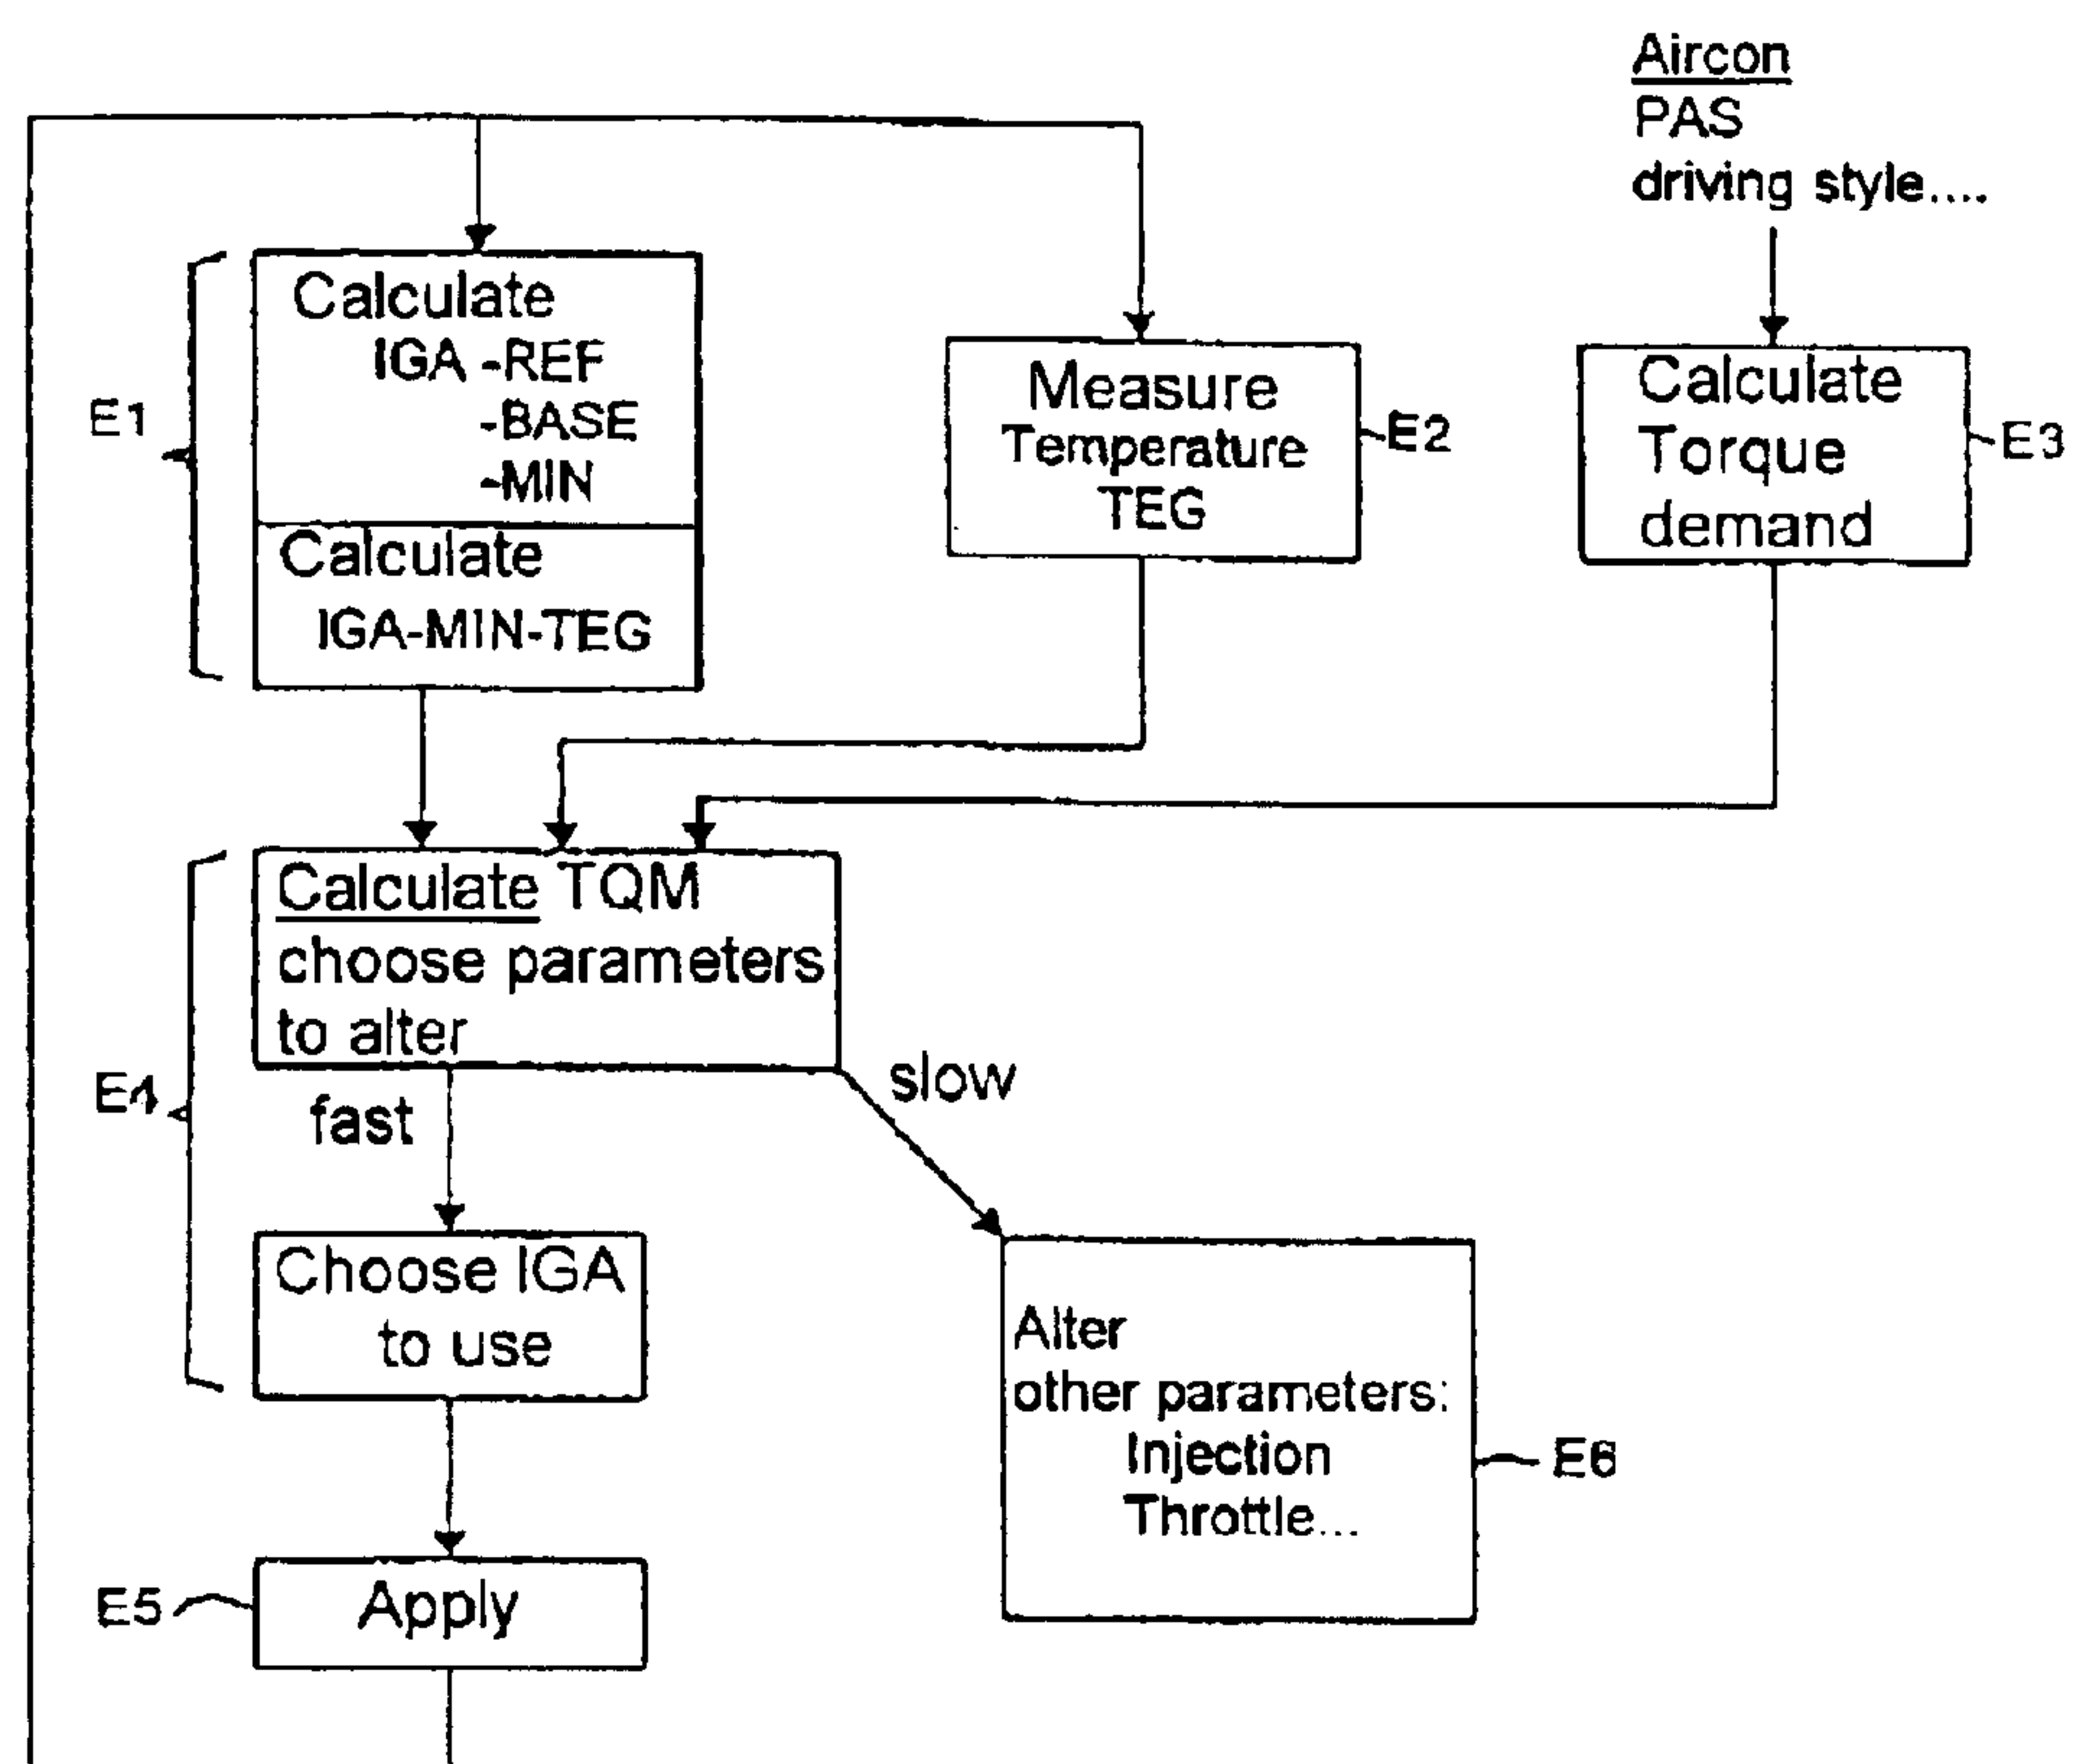 Aircon
PAS
driving style....
Calculate
IGA -REF
-BASE
-MIN
Calculate
IGA-MIN-TEG
E1
Measure
Temperature
TEG
E2
Calculate
Torque
demand
E3
Calculate TQM
choose parameters
to alter
E4
fast
slow
Choose IGA
to use
Alter
other parameters:
Injection
Throttle...
E6
Apply
E5